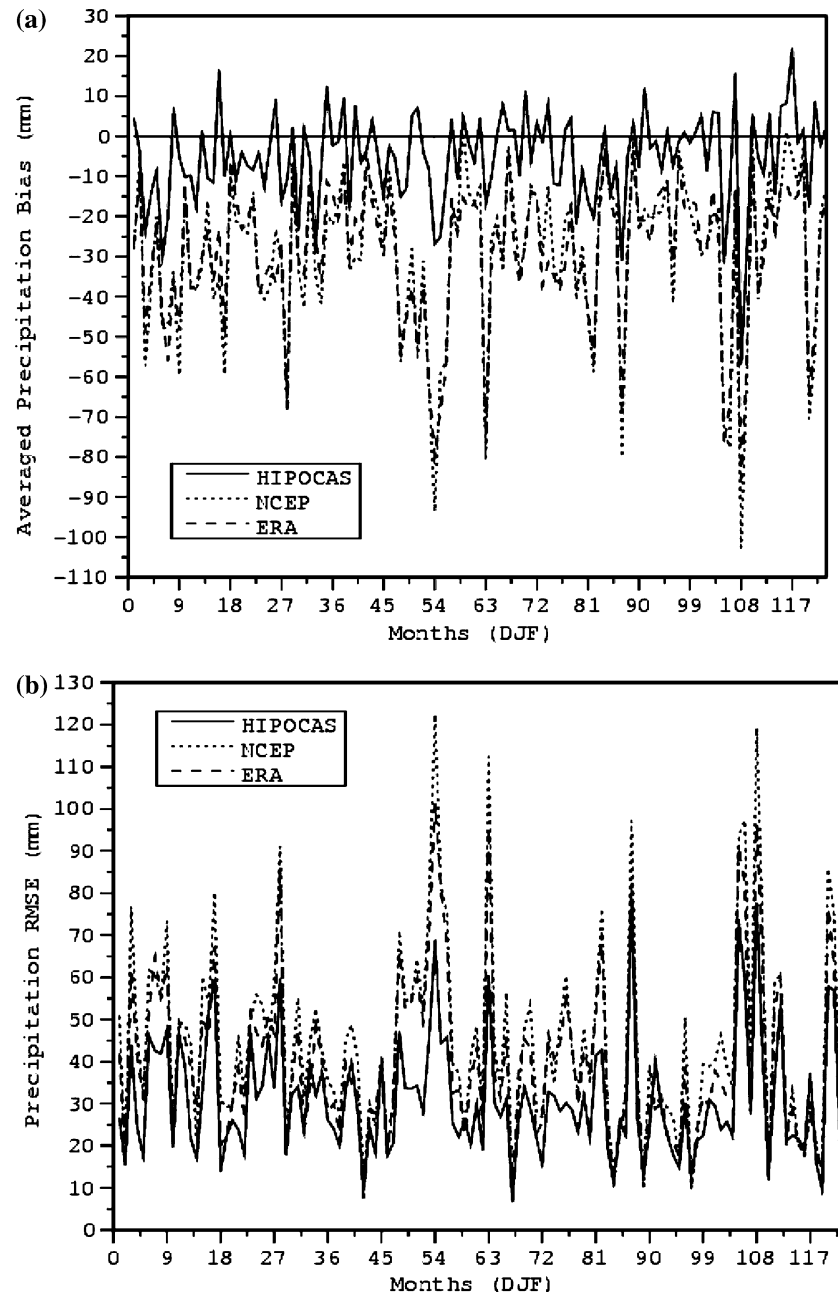 (a)
Averaged Precipitation Bias (mm)
30
20
10
0
-10
-20
-30
-40
-50
-60
-70
-80
-90
-100
-110
HIPOCAS
NCEP
ERA
0 9 18 27 36 45 54 63 72 81 90 99 108 117
Months (DJF)
(b)
Precipitation RMSE (mm)
130
120
110
100
90
80
70
60
50
40
30
20
10
0
HIPOCAS
NCEP
ERA
0 9 18 27 36 45 54 63 72 81 90 99 108 117
Months (DJF)